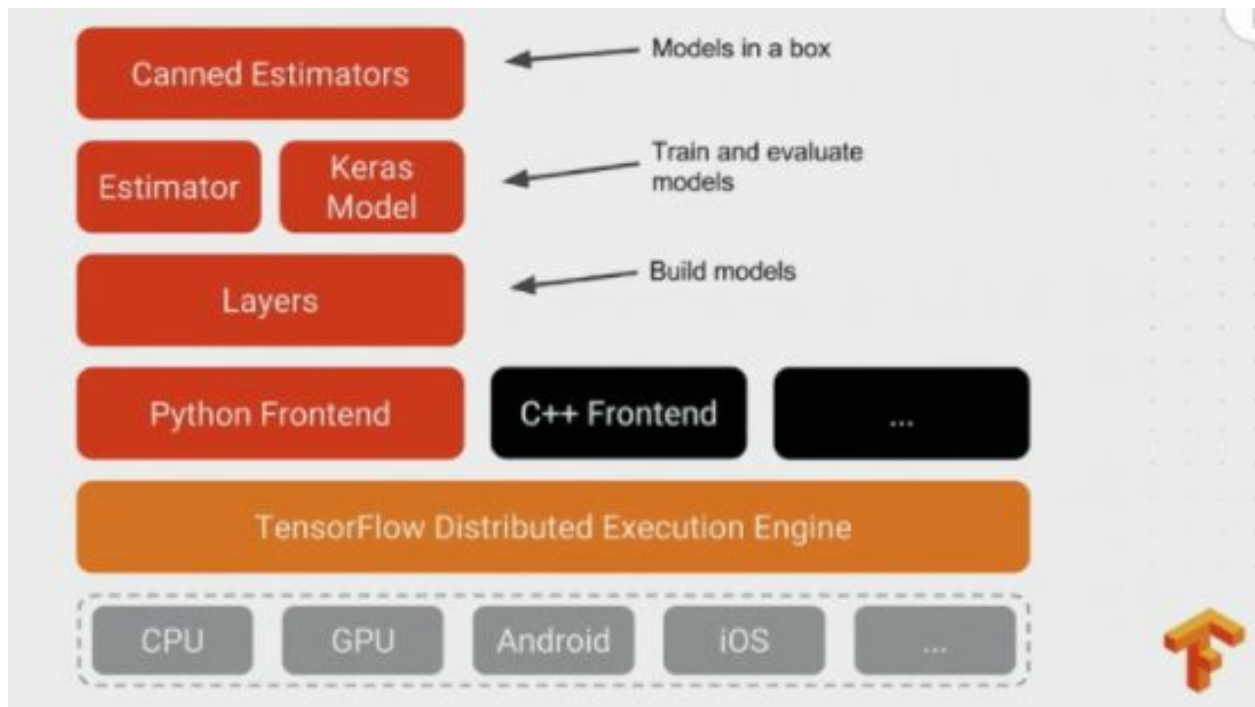 Canned Estimators
Models in a box
Estimator
Keras
Model
Train and evaluate
models
Layers
Build models
Python Frontend
C++ Frontend
...
TensorFlow Distributed Execution Engine
CPU
GPU
Android
iOS
...